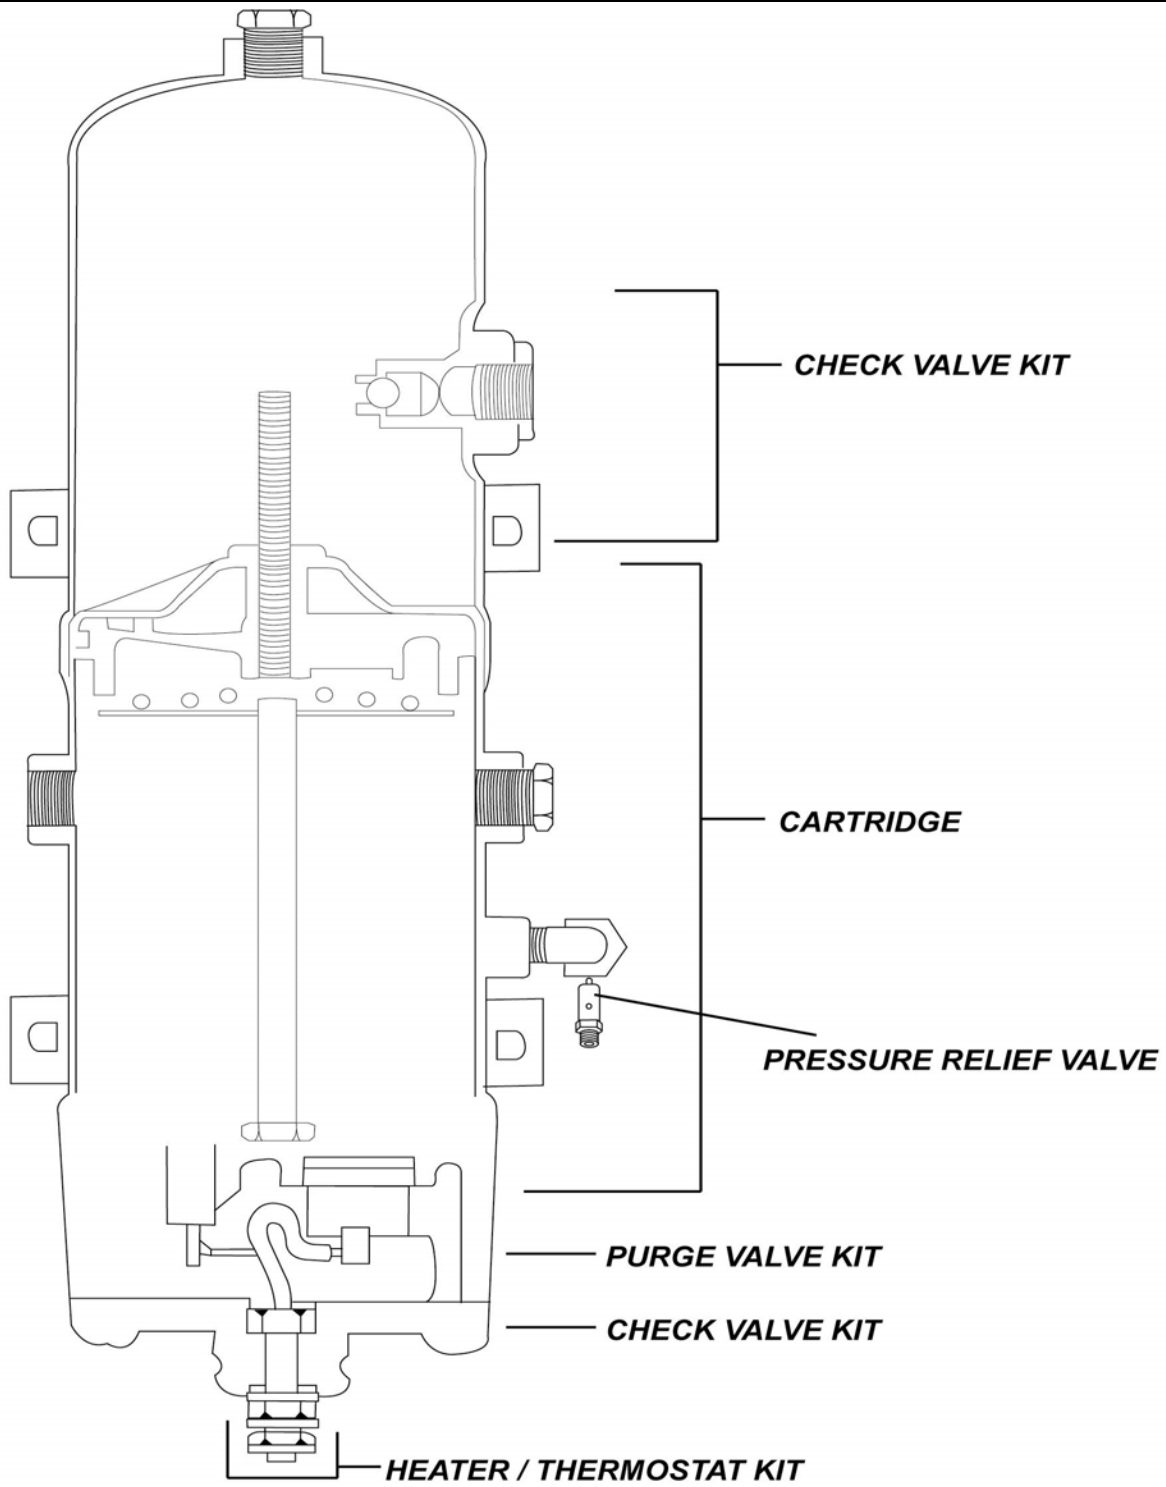 CHECK VALVE KIT
CARTRIDGE
PRESSURE RELIEF VALVE
PURGE VALVE KIT
CHECK VALVE KIT
HEATER / THERMOSTAT KIT